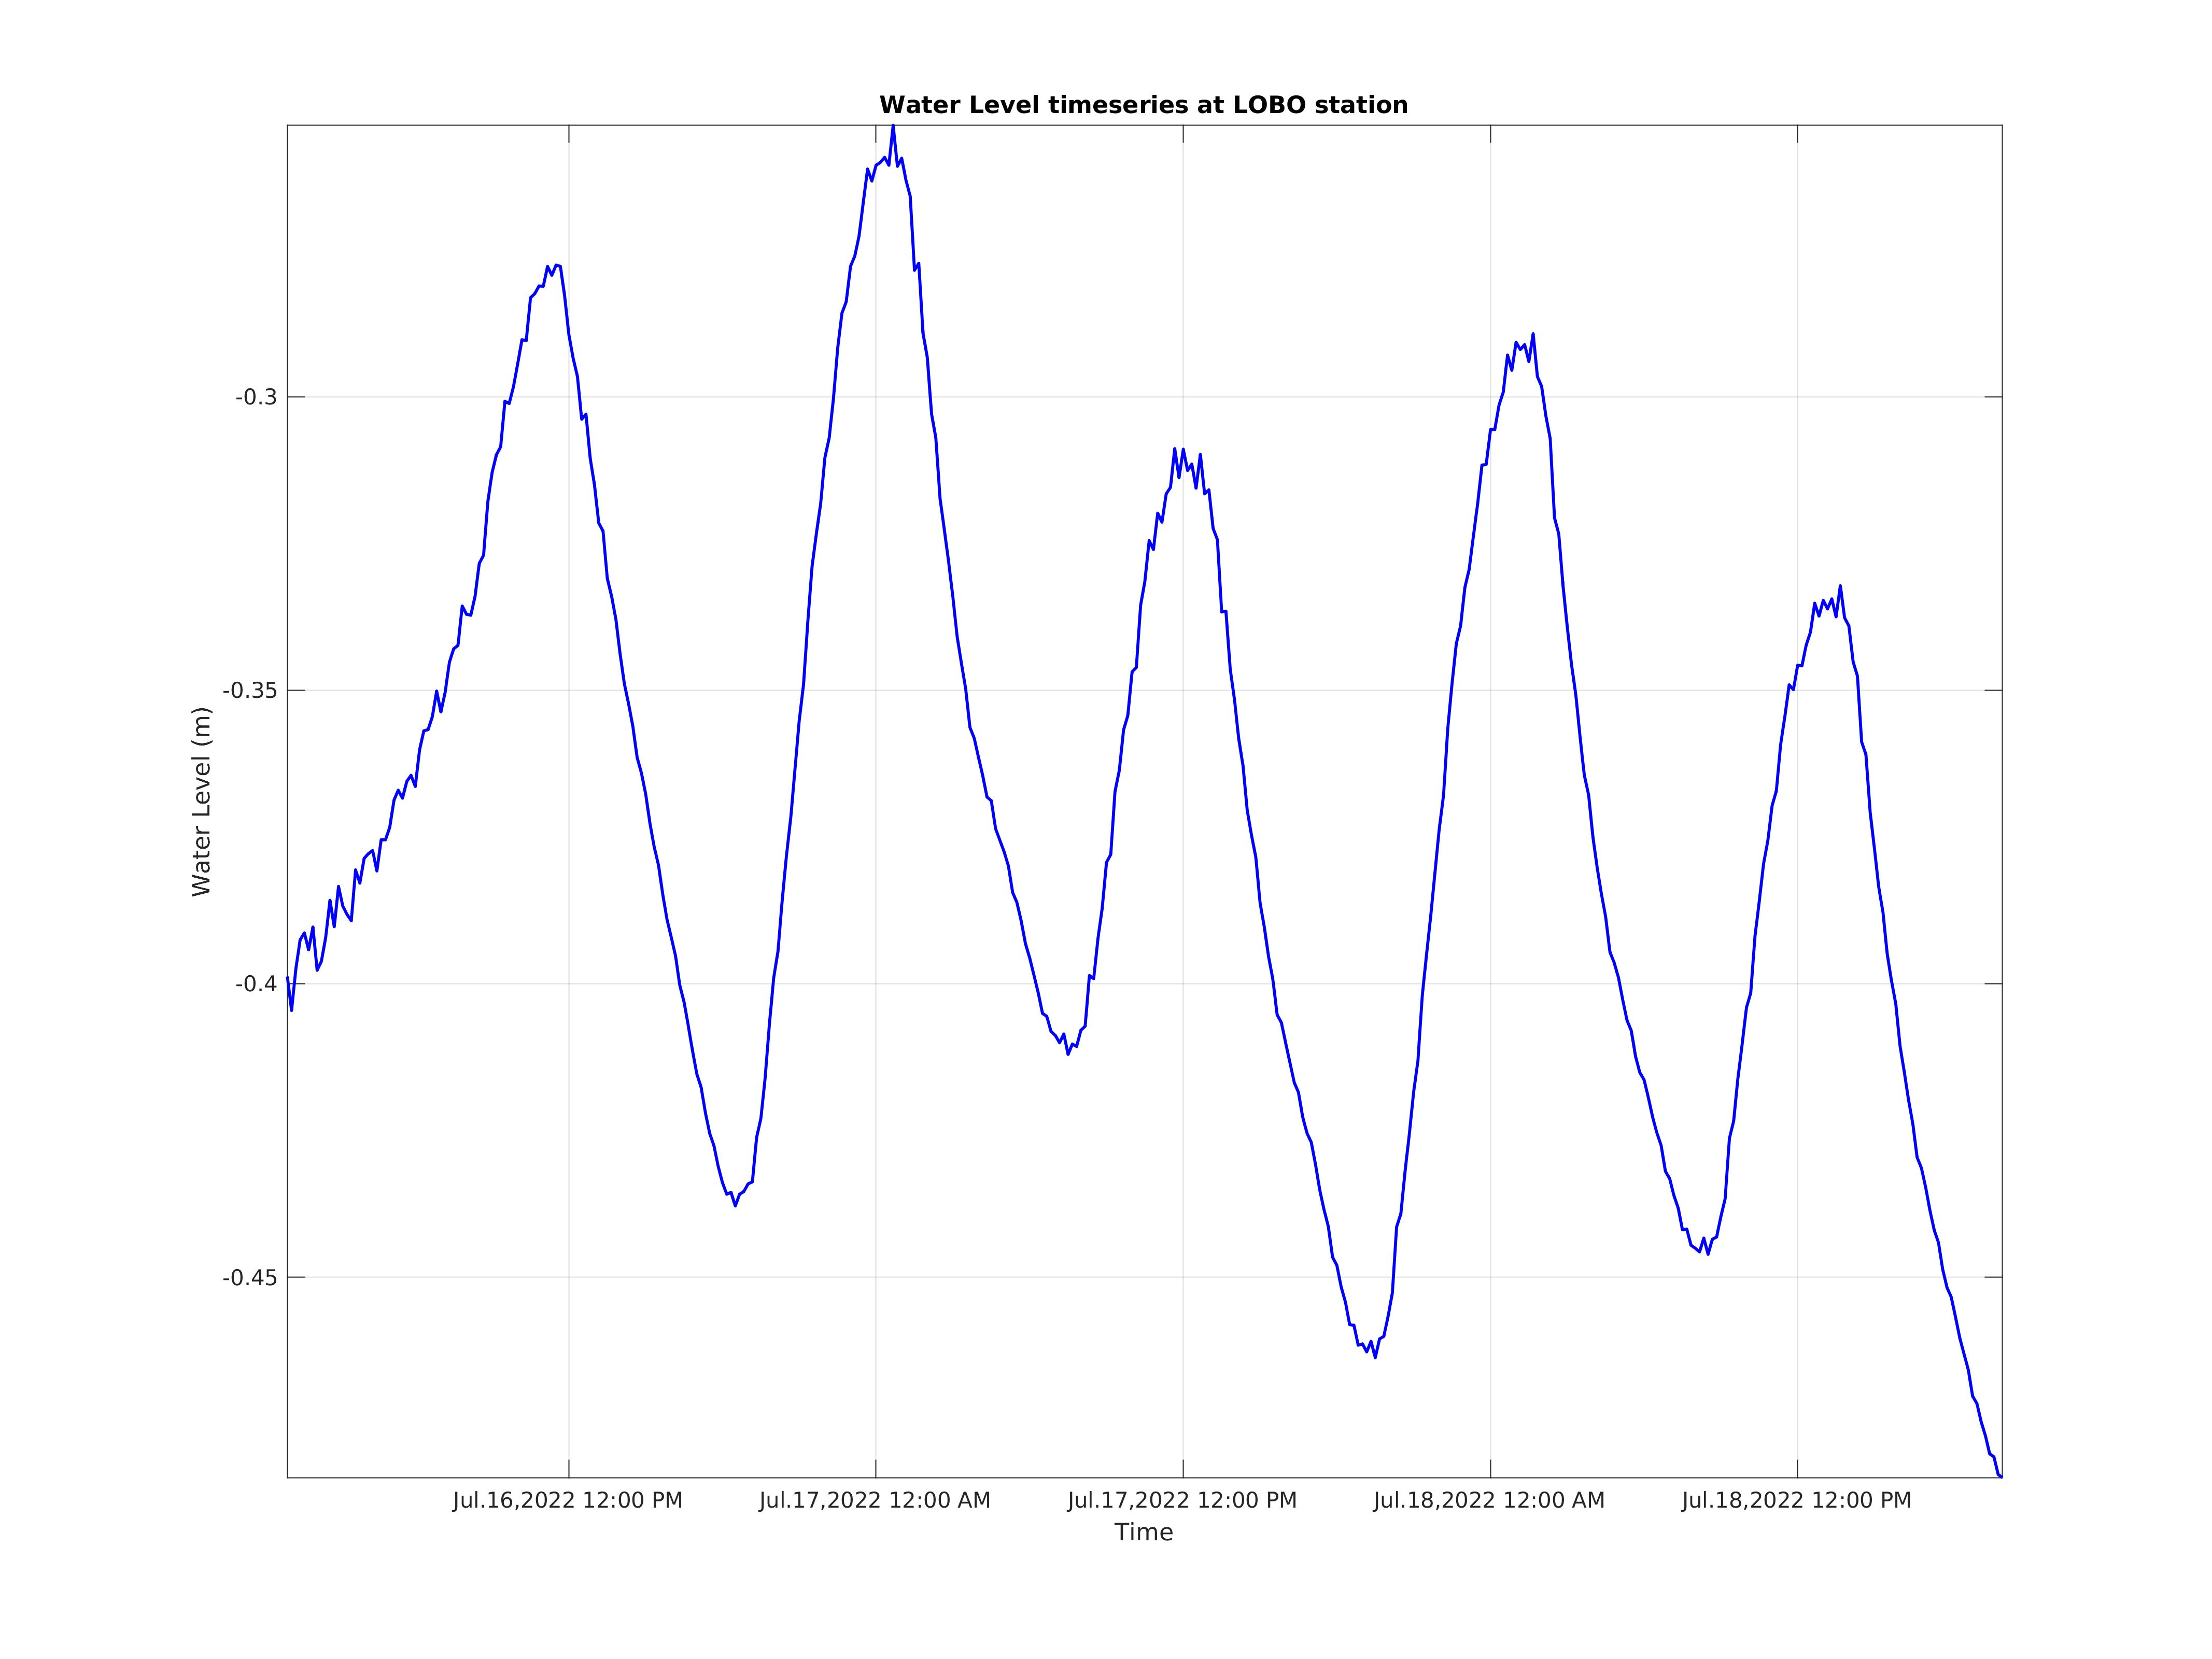 Water Level timeseries at LOBO station
-0.3
-0.35
-0.4
-0.45
Water Level (m)
Jul.16,2022 12:00 PM
Jul.17,2022 12:00 AM
Jul.17,2022 12:00 PM
Jul.18,2022 12:00 AM
Jul.18,2022 12:00 PM
Time